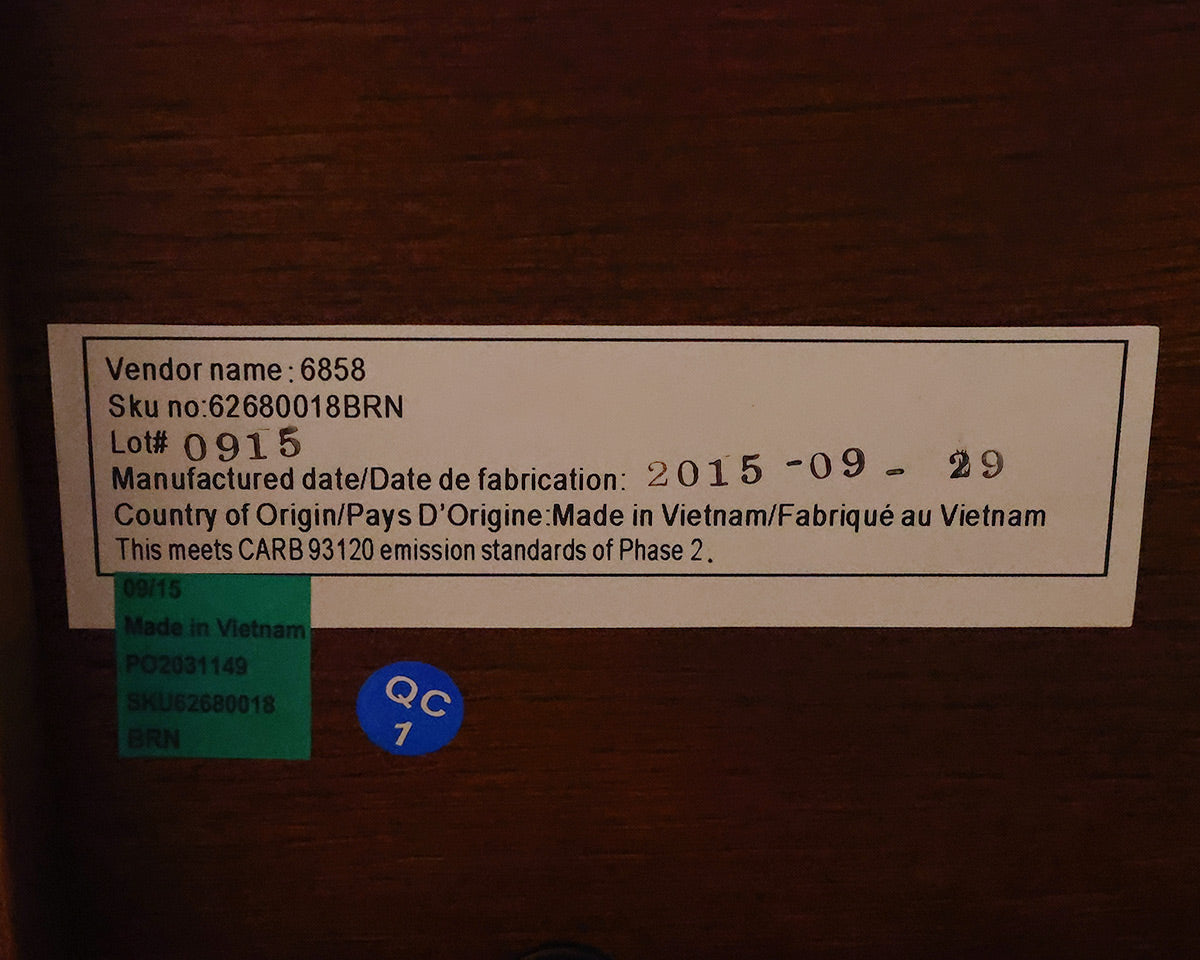 Vendor name : 6858
Sku no:62680018BRN
Lot# 0915
Manufactured date/Date de fabrication: 2015 -09 - 29
Country of Origin/Pays D'Origine:Made in Vietnam/Fabriqué au Vietnam
This meets CARB 93120 emission standards of Phase 2.
09/15
Made in Vietnam
PO2031149
SKU62680018
BRN
QC
1